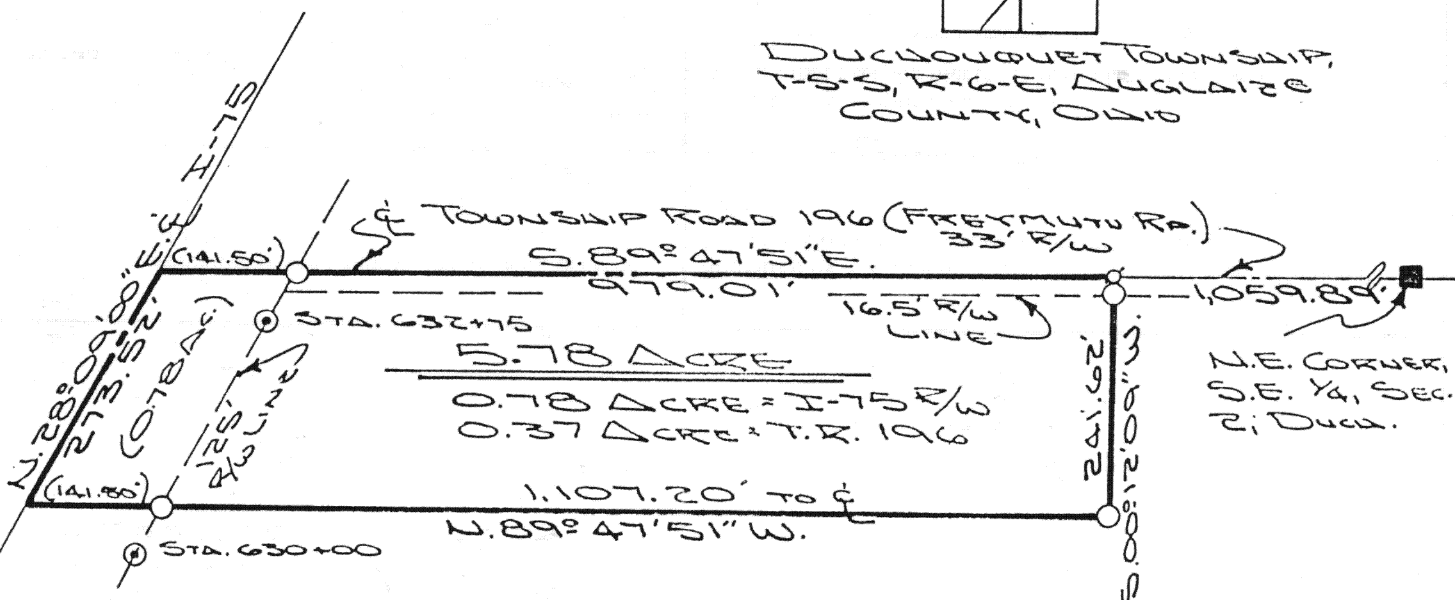 DUCHOUQUET TOWNSHIP,
T-5-S, R-6-E, AUGLAIZE
COUNTY, OHIO
℄ I-75
℄ TOWNSHIP ROAD 196 (FREYMUTH RD.)
33' R/W
(141.50')
S.89°47'51"E.
979.01'
1,059.89'
16.5' R/W
LINE
STA. 632+75
N.28°09'18"E.
273.52'
(0.78 AC.)
125'
R/W LINE
5.78 ACRE
0.78 ACRE = I-75 R/W
0.37 ACRE = T.R. 196
241.62'
S.00°12'09"W.
N.E. CORNER,
S.E. 1/4, SEC.
2; DUCH.
(141.50')
1,107.20' TO ℄
N.89°47'51"W.
STA. 630+00